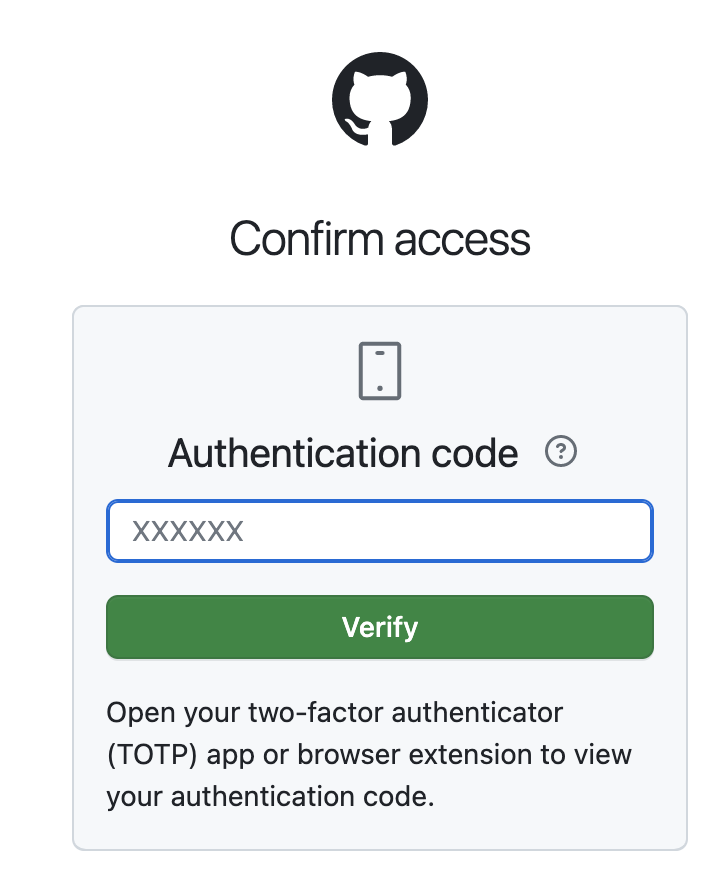 Confirm access
Authentication code
XXXXXX
Verify
Open your two-factor authenticator
(TOTP) app or browser extension to view
your authentication code.